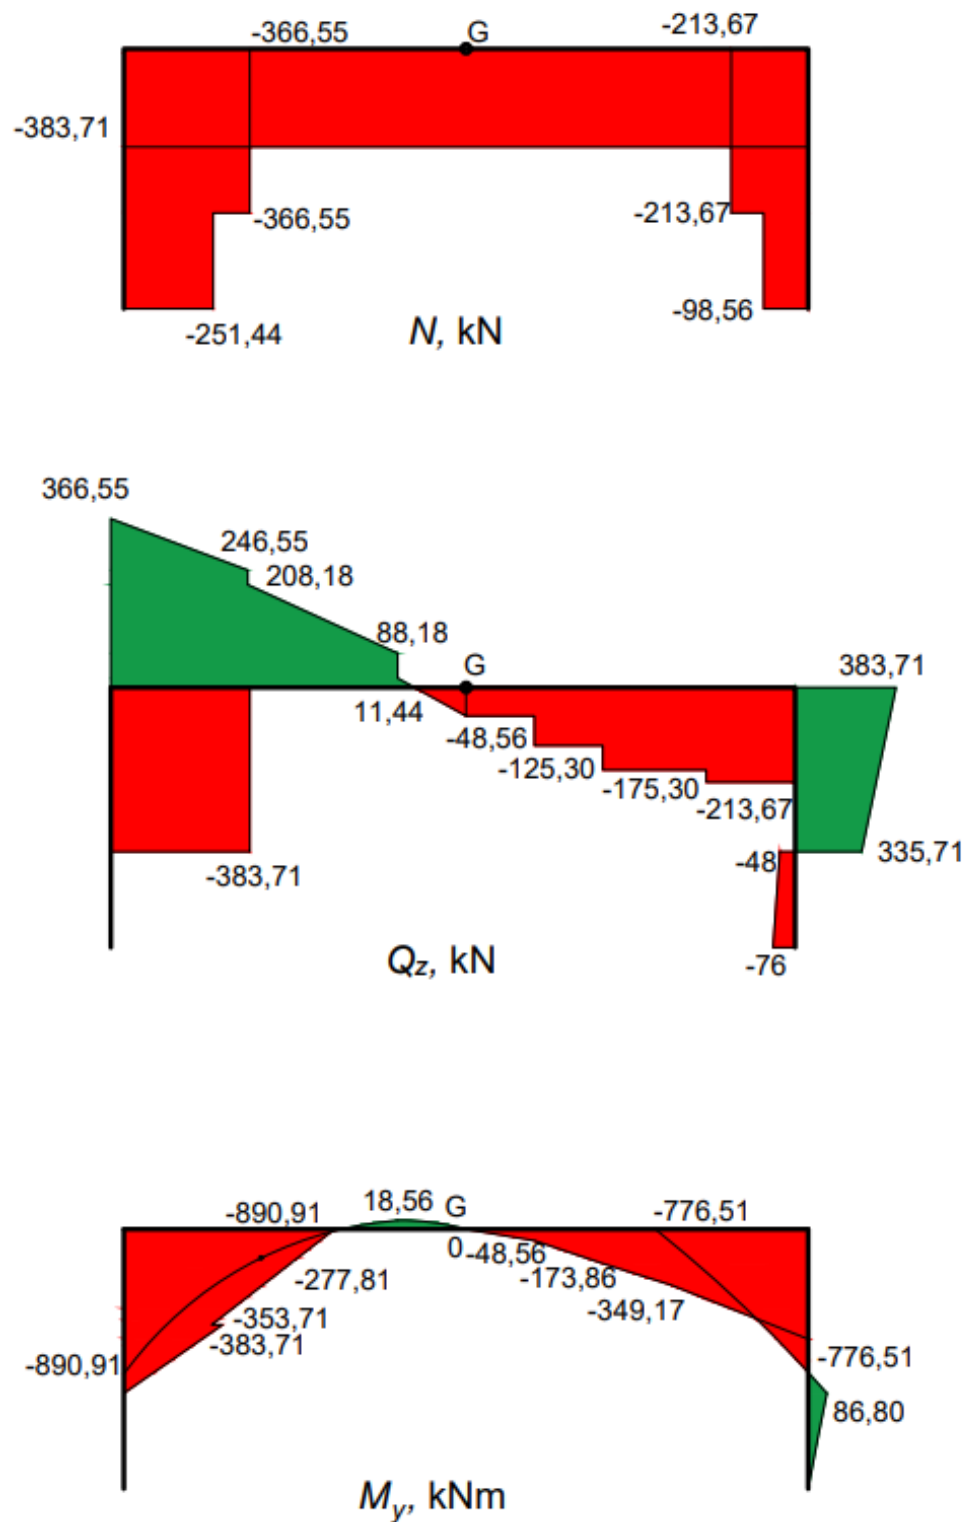 -366,55 G -213,67
-383,71
-366,55 -213,67
-251,44 N, kN -98,56
366,55
246,55
208,18
88,18
G 383,71
11,44
-48,56
-125,30
-175,30
-213,67
-383,71 -48 335,71
Qz, kN -76
-890,91 18,56 G -776,51
0 -48,56
-277,81 -173,86
-353,71 -349,17
-383,71
-890,91 -776,51
86,80
My, kNm